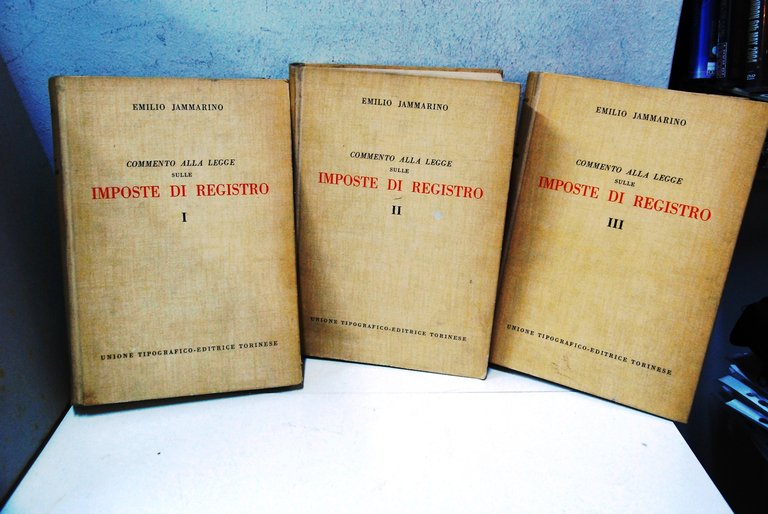 EMILIO JAMMARINO
COMMENTO ALLA LEGGE
SULLE
IMPOSTE DI REGISTRO
I
UNIONE TIPOGRAFICO-EDITRICE TORINESE
EMILIO JAMMARINO
COMMENTO ALLA LEGGE
SULLE
IMPOSTE DI REGISTRO
II
UNIONE TIPOGRAFICO-EDITRICE TORINESE
EMILIO JAMMARINO
COMMENTO ALLA LEGGE
SULLE
IMPOSTE DI REGISTRO
III
UNIONE TIPOGRAFICO-EDITRICE TORINESE